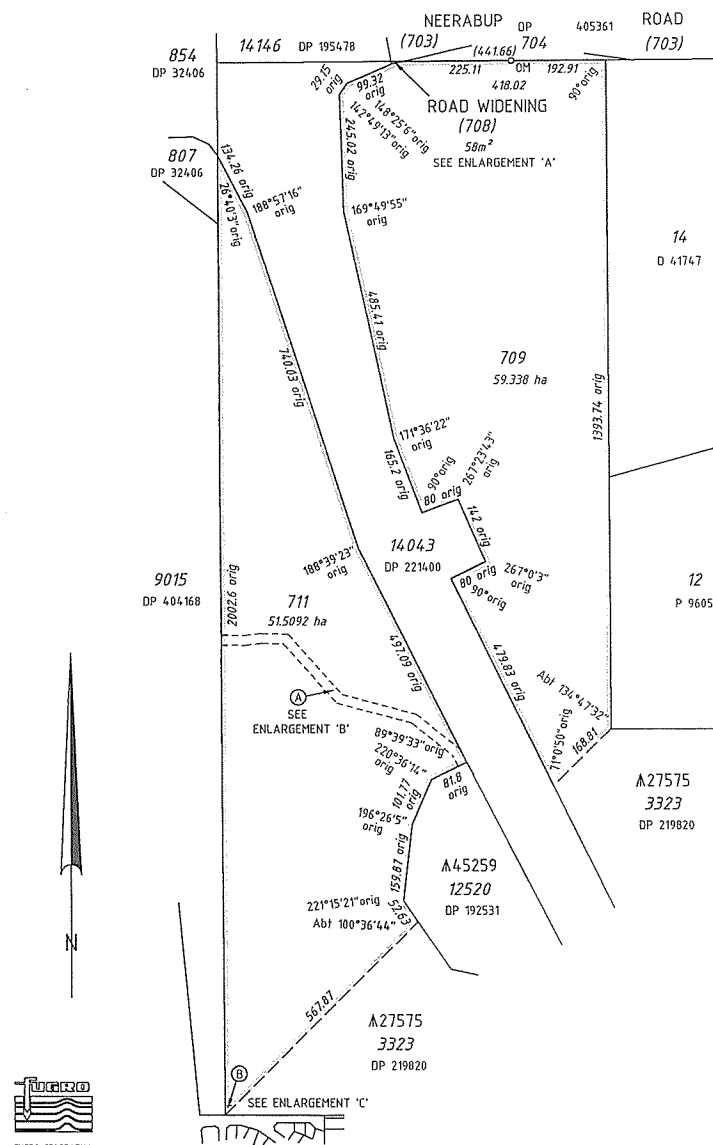 NEERABUP OP 405361 ROAD
854 14146 DP 195478 (703) (441.66) 704 (703)
DP 32406
225.11 OM 192.91
418.02
29.15 orig
99.32 orig
90° orig
ROAD WIDENING
(708)
58m²
SEE ENLARGEMENT 'A'
148°25'6" orig
142°49'13" orig
245.02 orig
807
DP 32406
134.26 orig
26°40'3" orig
188°57'16"
orig
169°49'55"
orig
14
D 41747
485.41 orig
709
59.338 ha
1393.74 orig
740.03 orig
171°36'22"
orig
165.2 orig
90° orig
267°23'43"
orig
80 orig
142 orig
14043
DP 221400
188°39'23"
orig
267°0'3"
orig
80 orig
90° orig
9015
DP 404168
2002.6 orig
711
51.5092 ha
12
P 9605
497.09 orig
479.83 orig
A
SEE
ENLARGEMENT 'B'
Abt 134°47'32"
71°0'50" orig
168.81
89°39'33" orig
220°36'14"
orig
81.8
orig
101.77
196°26'5"
orig
159.87 orig
27575
3323
DP 219820
45259
12520
DP 192531
221°15'21" orig
52.63
Abt 100°36'44"
N
567.87
27575
3323
DP 219820
B
SEE ENLARGEMENT 'C'
FUGRO